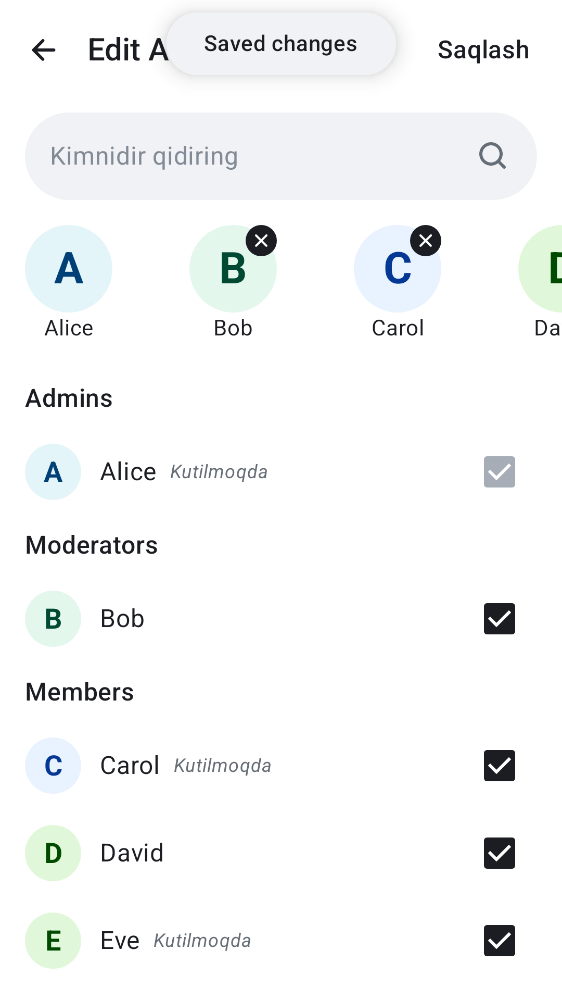 Edit A
Saved changes
Saqlash
Kimnidir qidiring
A
B
C
D
Alice
Bob
Carol
Da
Admins
A
Alice Kutilmoqda
Moderators
B
Bob
Members
C
Carol Kutilmoqda
D
David
E
Eve Kutilmoqda